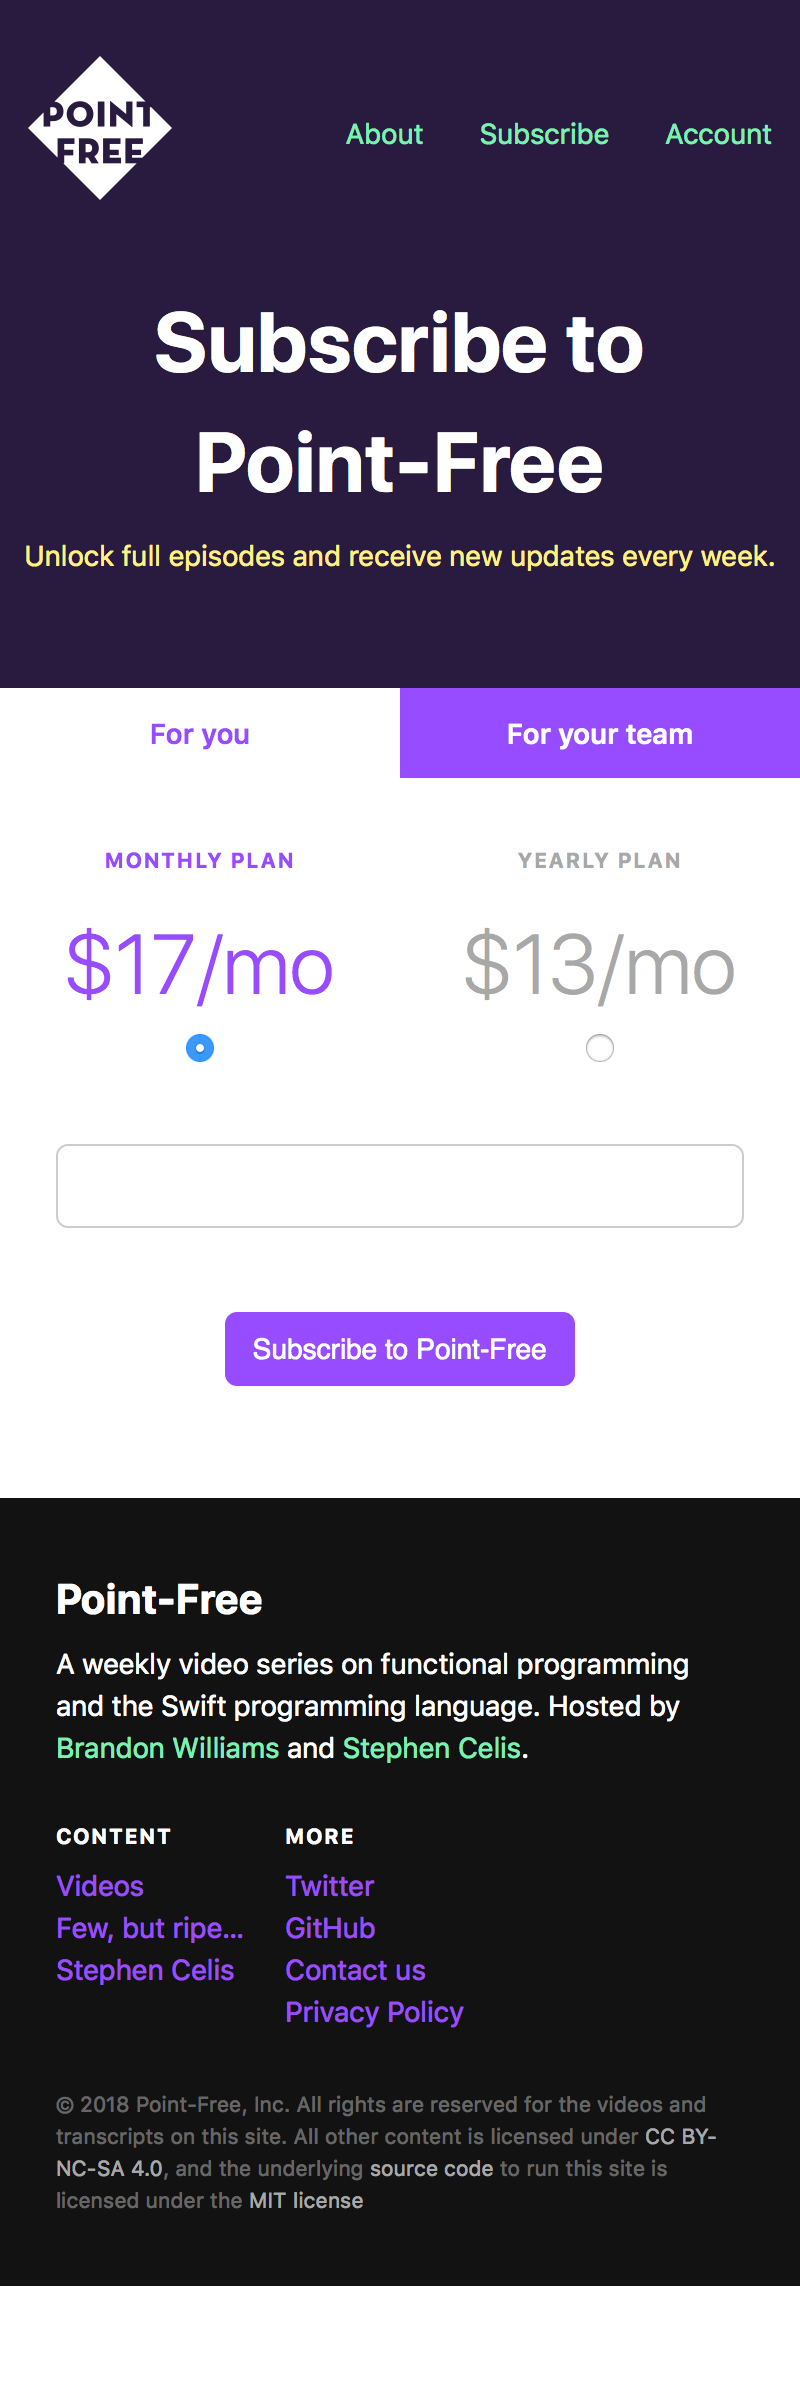 POINT
FREE
About Subscribe Account
Subscribe to
Point-Free
Unlock full episodes and receive new updates every week.
For you For your team
MONTHLY PLAN YEARLY PLAN
$17/mo $13/mo
Subscribe to Point-Free
Point-Free
A weekly video series on functional programming
and the Swift programming language. Hosted by
Brandon Williams and Stephen Celis.
CONTENT MORE
Videos Twitter
Few, but ripe... GitHub
Stephen Celis Contact us
Privacy Policy
© 2018 Point-Free, Inc. All rights are reserved for the videos and
transcripts on this site. All other content is licensed under CC BY-
NC-SA 4.0, and the underlying source code to run this site is
licensed under the MIT license